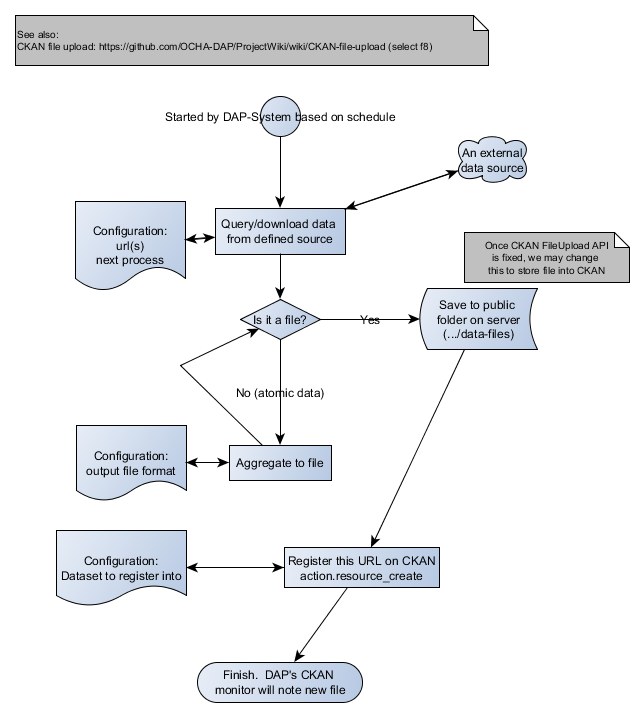 See also:
CKAN file upload: https://github.com/OCHA-DAP/ProjectWiki/wiki/CKAN-file-upload (select f8)
Started by DAP-System based on schedule
An external
data source
Configuration:
url(s)
next process
Query/download data
from defined source
Once CKAN FileUpload API
is fixed, we may change
this to store file into CKAN
Is it a file?
Yes
Save to public
folder on server
(.../data-files)
No (atomic data)
Configuration:
output file format
Aggregate to file
Configuration:
Dataset to register into
Register this URL on CKAN
action.resource_create
Finish.  DAP's CKAN
monitor will note new file